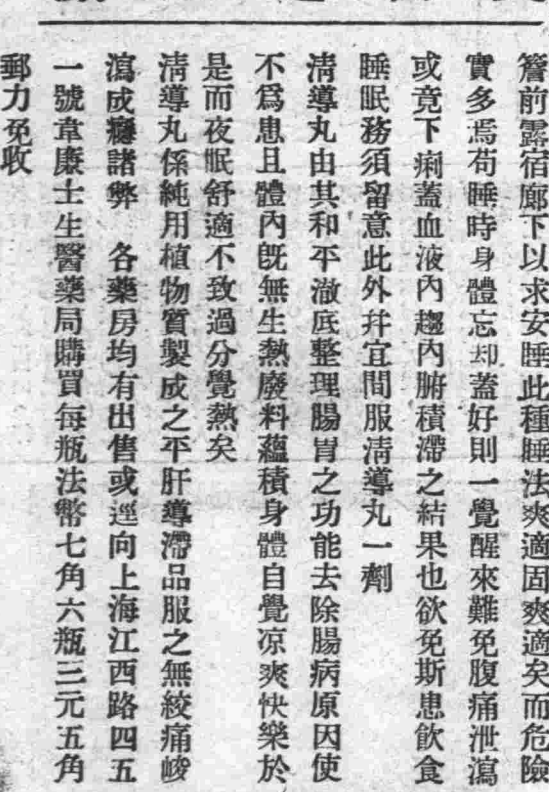 簷前露宿廊下以求安睡此種睡法爽適固爽適矣而危險
實多焉苟睡時身體忘却蓋好則一覺醒來難免腹痛泄瀉
或竟下痢蓋血液內趨內腑積滯之結果也欲免斯患飲食
睡眠務須留意此外幷宜間服清導丸一劑
清導丸由其和平澈底整理腸胃之功能去除腸病原因使
不爲患且體內旣無生熱廢料蘊積身體自覺凉爽快樂於
是而夜眠舒適不致過分覺熱矣
清導丸係純用植物質製成之平肝導滯品服之無絞痛峻
瀉成癮諸弊 各藥房均有出售或逕向上海江西路四五
一號韋廉士生醫藥局購買每瓶法幣七角六瓶三元五角
郵力免收